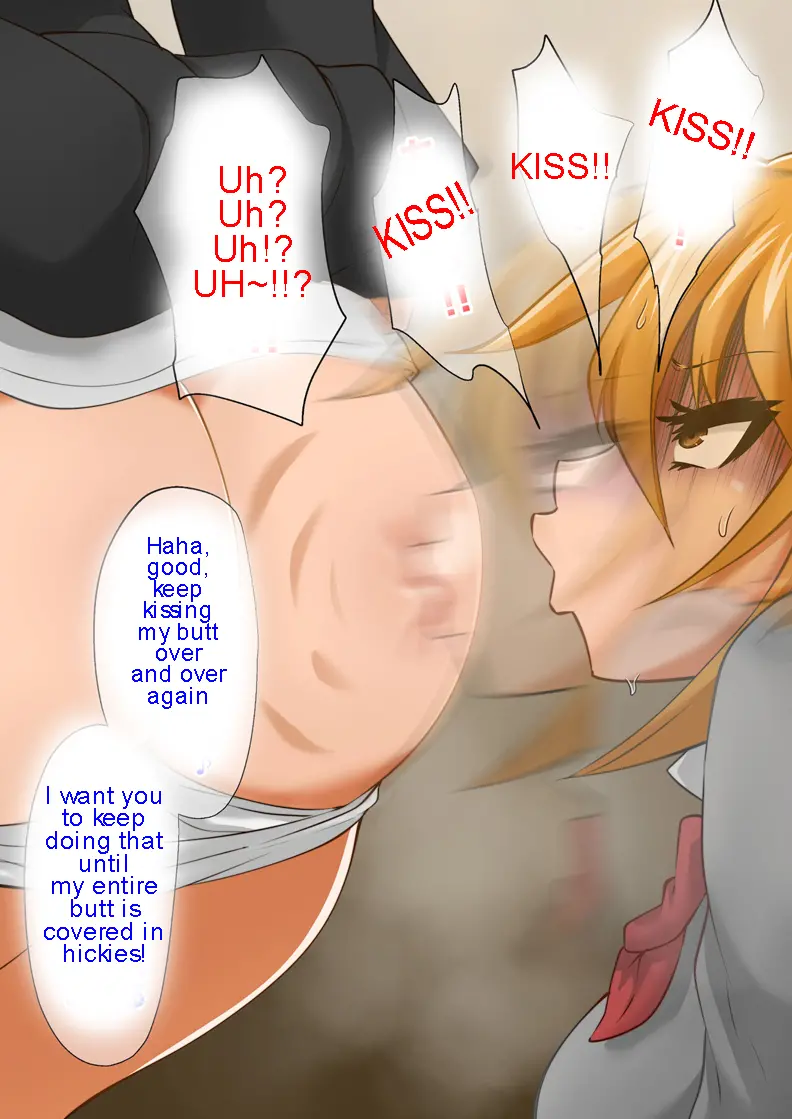 KISS!!
KISS!!
KISS!!
Uh?
Uh?
Uh!?
UH~!!?
Haha,
good,
keep
kissing
my butt
over
and over
again
I want you
to keep
doing that
until
my entire
butt is
covered in
hickies!